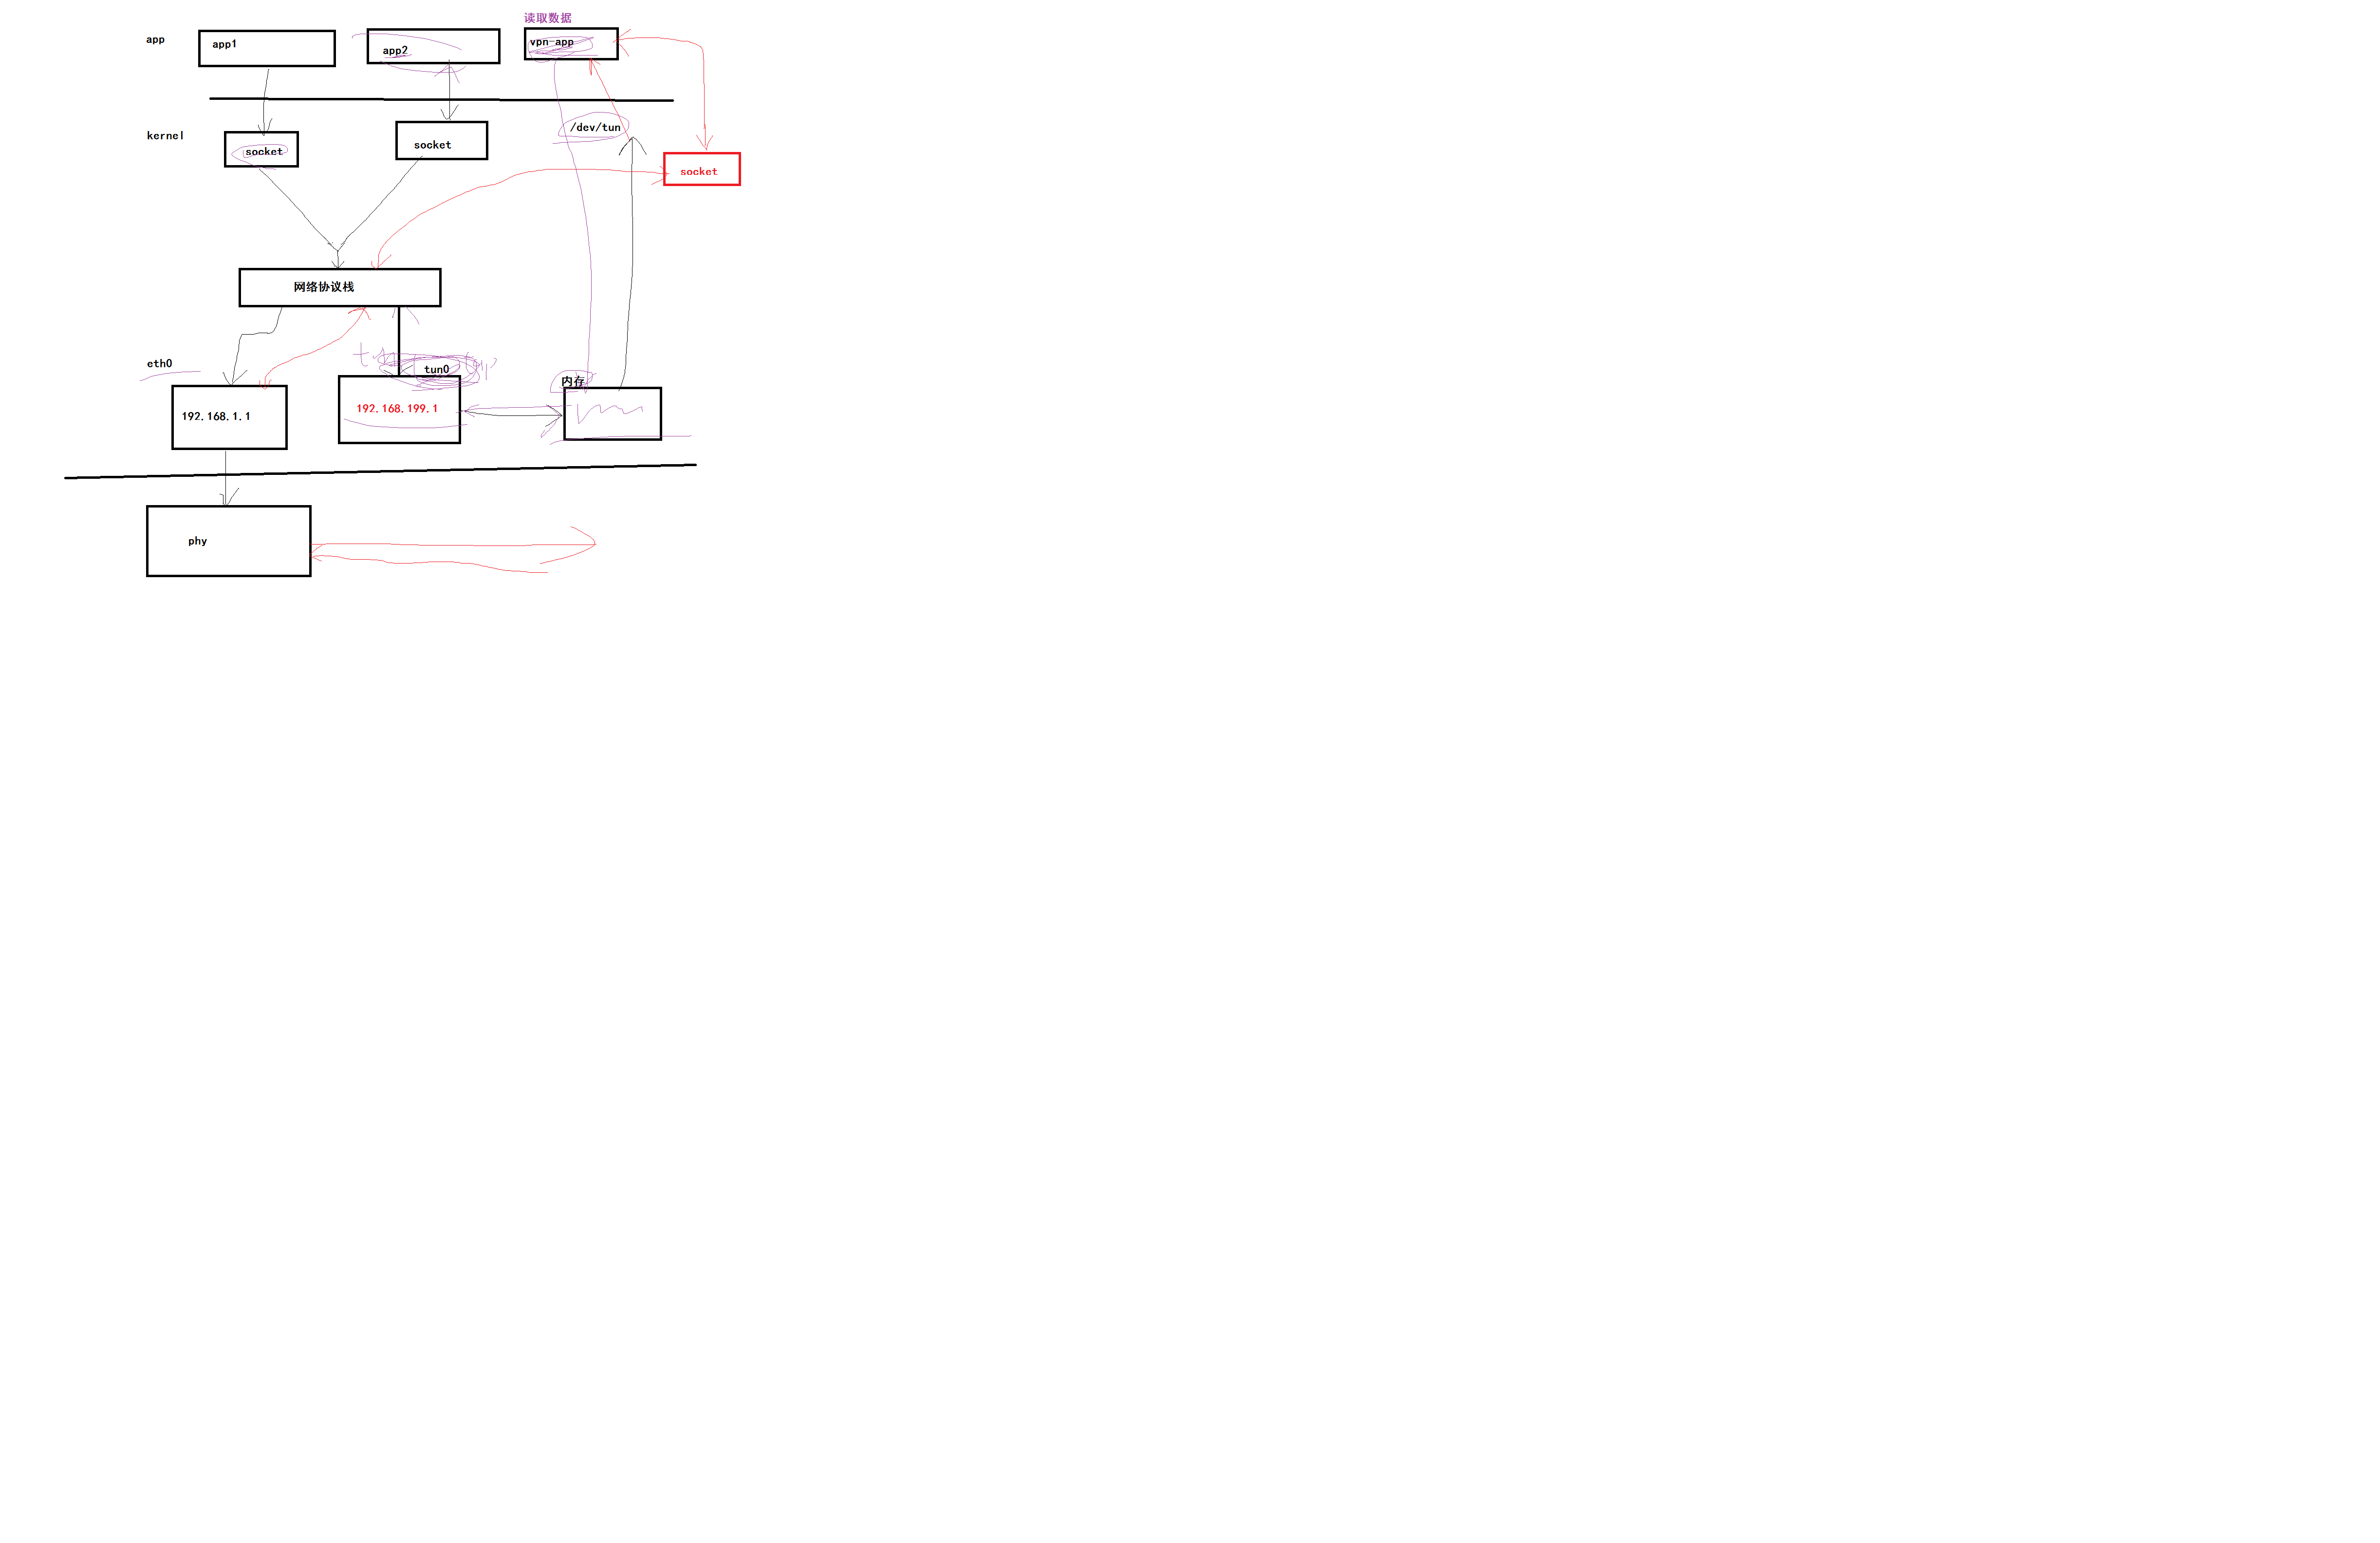 读取数据
app
app1
app2
vpn-app
kernel
socket
socket
/dev/tun
socket
网络协议栈
eth0
tun0
内存
192.168.1.1
192.168.199.1
phy